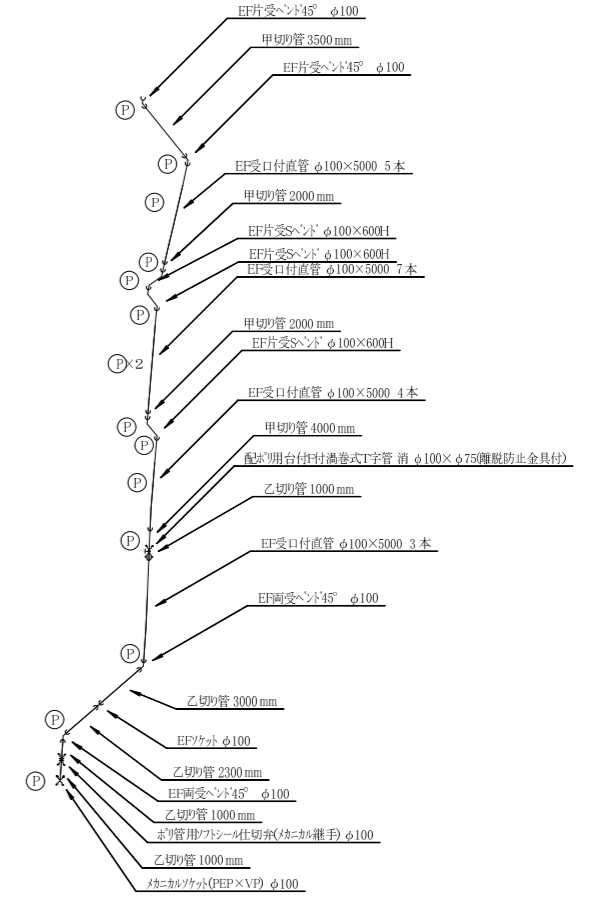 EF片受ベンド45° φ100
甲切り管 3500mm
EF片受ベンド45° φ100
P
P
EF受口付直管 φ100×5000 5本
甲切り管 2000mm
P
EF片受Sベンド φ100×600H
EF片受Sベンド φ100×600H
P
EF受口付直管 φ100×5000 7本
P
P
甲切り管 2000mm
EF片受Sベンド φ100×600H
P×2
EF受口付直管 φ100×5000 4本
P
甲切り管 4000mm
P
配ポリ用台付F付渦巻式T字管 消 φ100×φ75(離脱防止金具付)
P
乙切り管 1000mm
P
EF受口付直管 φ100×5000 3本
EF両受ベンド45° φ100
P
乙切り管 3000mm
P
EFソケット φ100
乙切り管 2300mm
P
EF両受ベンド45° φ100
乙切り管 1000mm
ポリ管用ソフトシール仕切弁(メカニカル継手) φ100
乙切り管 1000mm
メカニカルソケット(PEP×VP) φ100